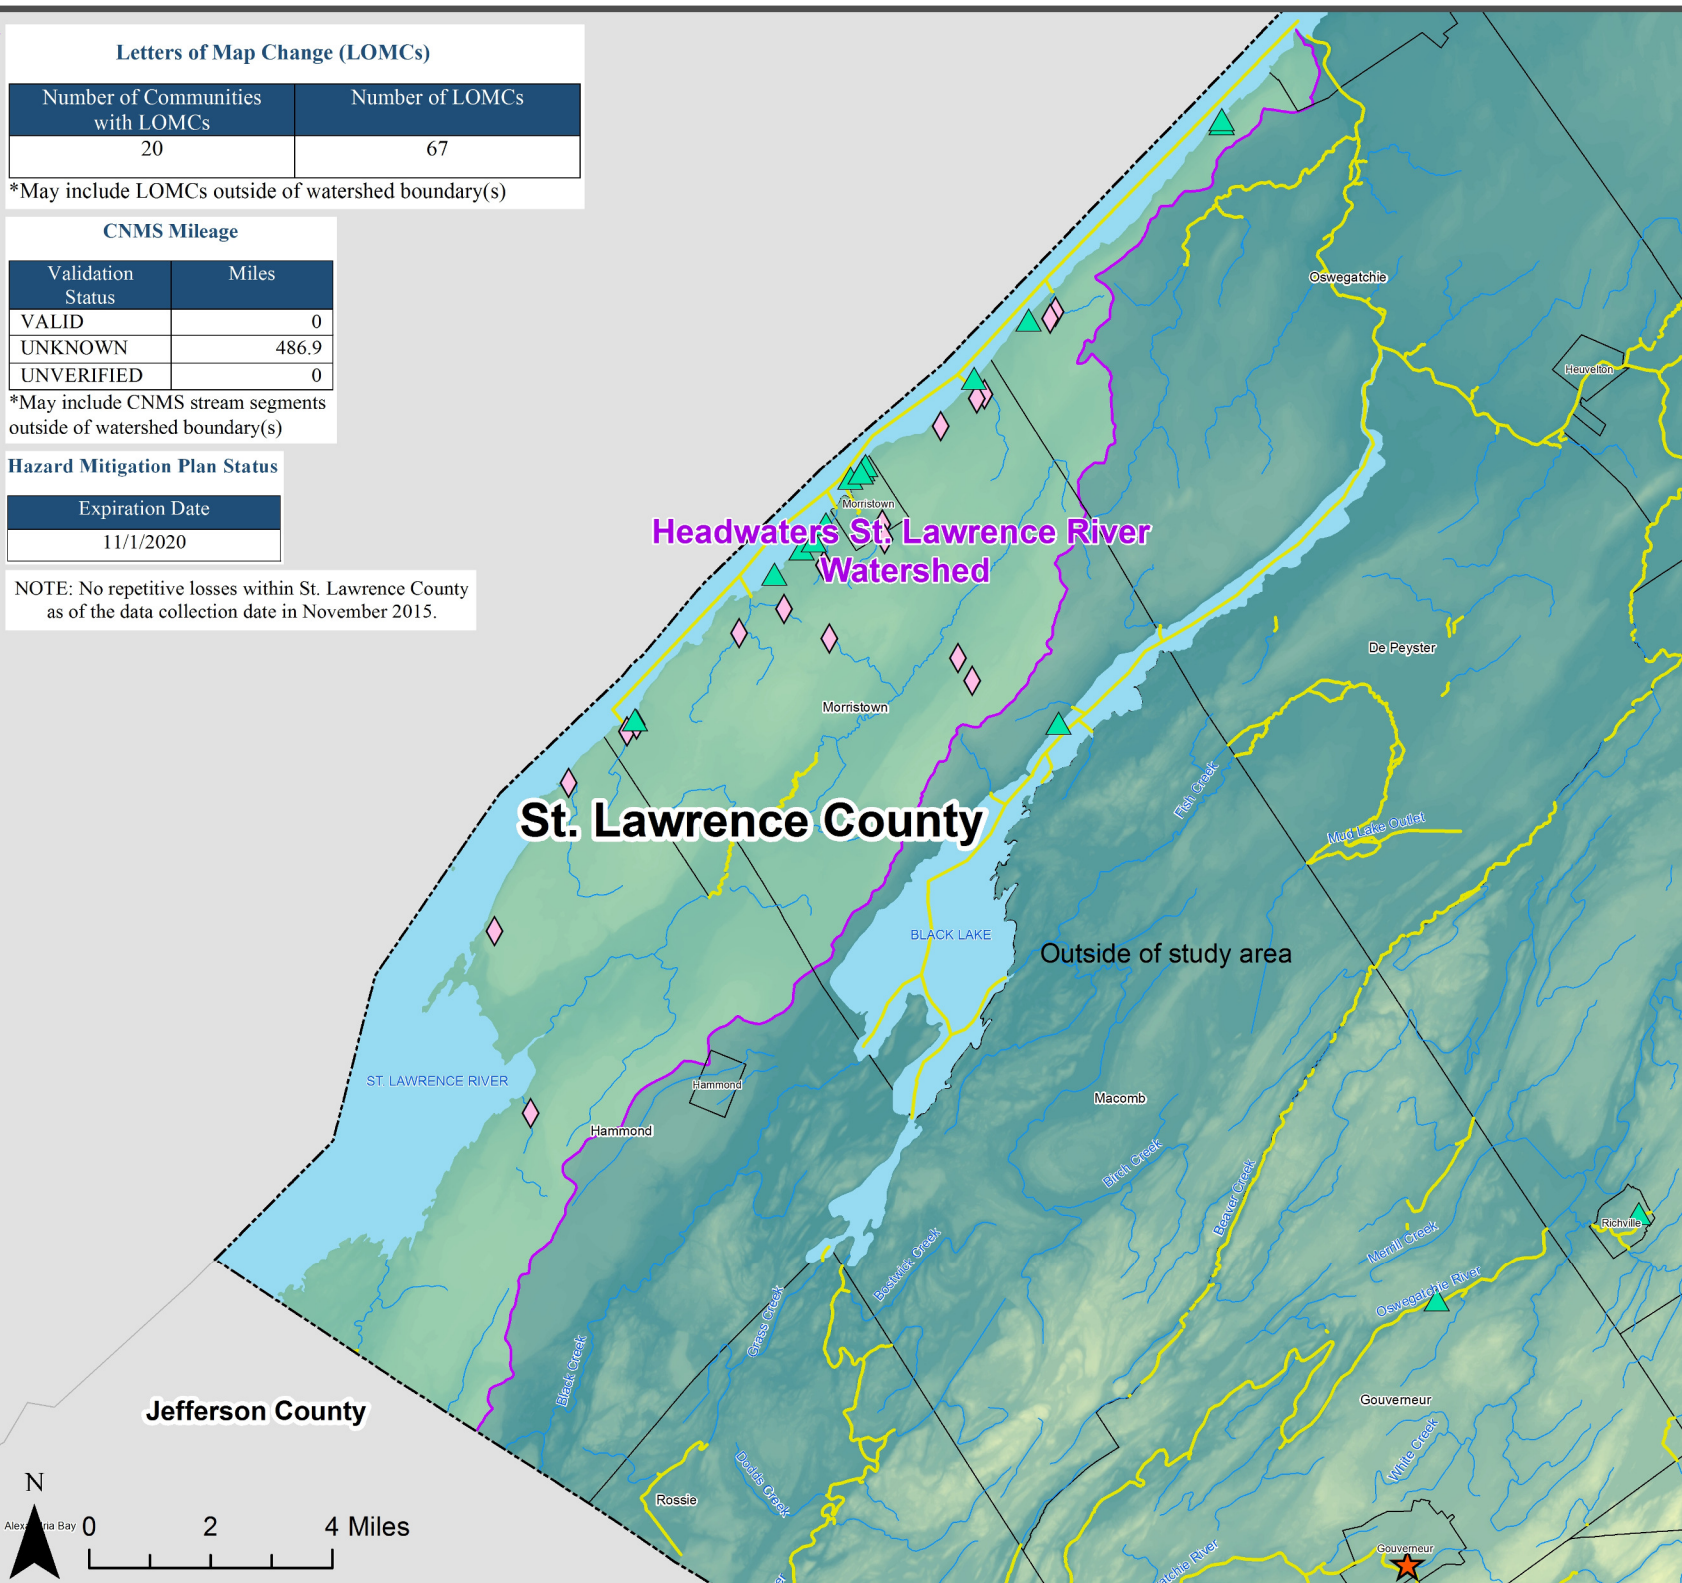 Letters of Map Change (LOMCs)
Number of Communities with LOMCs
Number of LOMCs
20
67
*May include LOMCs outside of watershed boundary(s)
CNMS Mileage
Validation Status
Miles
VALID 0
UNKNOWN 486.9
UNVERIFIED 0
*May include CNMS stream segments
outside of watershed boundary(s)
Hazard Mitigation Plan Status
Expiration Date
11/1/2020
NOTE: No repetitive losses within St. Lawrence County
as of the data collection date in November 2015.
Oswegatchie
Heuvelton
Morristown
Headwaters St. Lawrence River
Watershed
De Peyster
Morristown
Fish Creek
St. Lawrence County
Mud Lake Outlet
BLACK LAKE
Outside of study area
ST. LAWRENCE RIVER
Hammond
Macomb
Hammond
Birch Creek
Beaver Creek
Richville
Merrill Creek
Bostwick Creek
Oswegatchie River
Grass Creek
Black Creek
Jefferson County
Gouverneur
White Creek
Dodds Creek
Rossie
N
Bay
0 2 4 Miles
Gouverneur
River